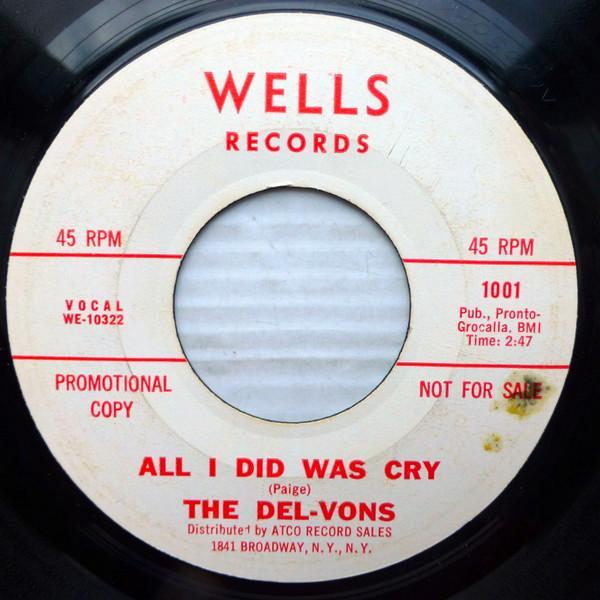 WELLS
RECORDS
45 RPM
45 RPM
VOCAL
WE-10322
1001
Pub., Pronto-
Grocalla, BMI
Time: 2:47
PROMOTIONAL
COPY
NOT FOR SALE
ALL I DID WAS CRY
(Paige)
THE DEL-VONS
Distributed by ATCO RECORD SALES
1841 BROADWAY, N.Y., N.Y.